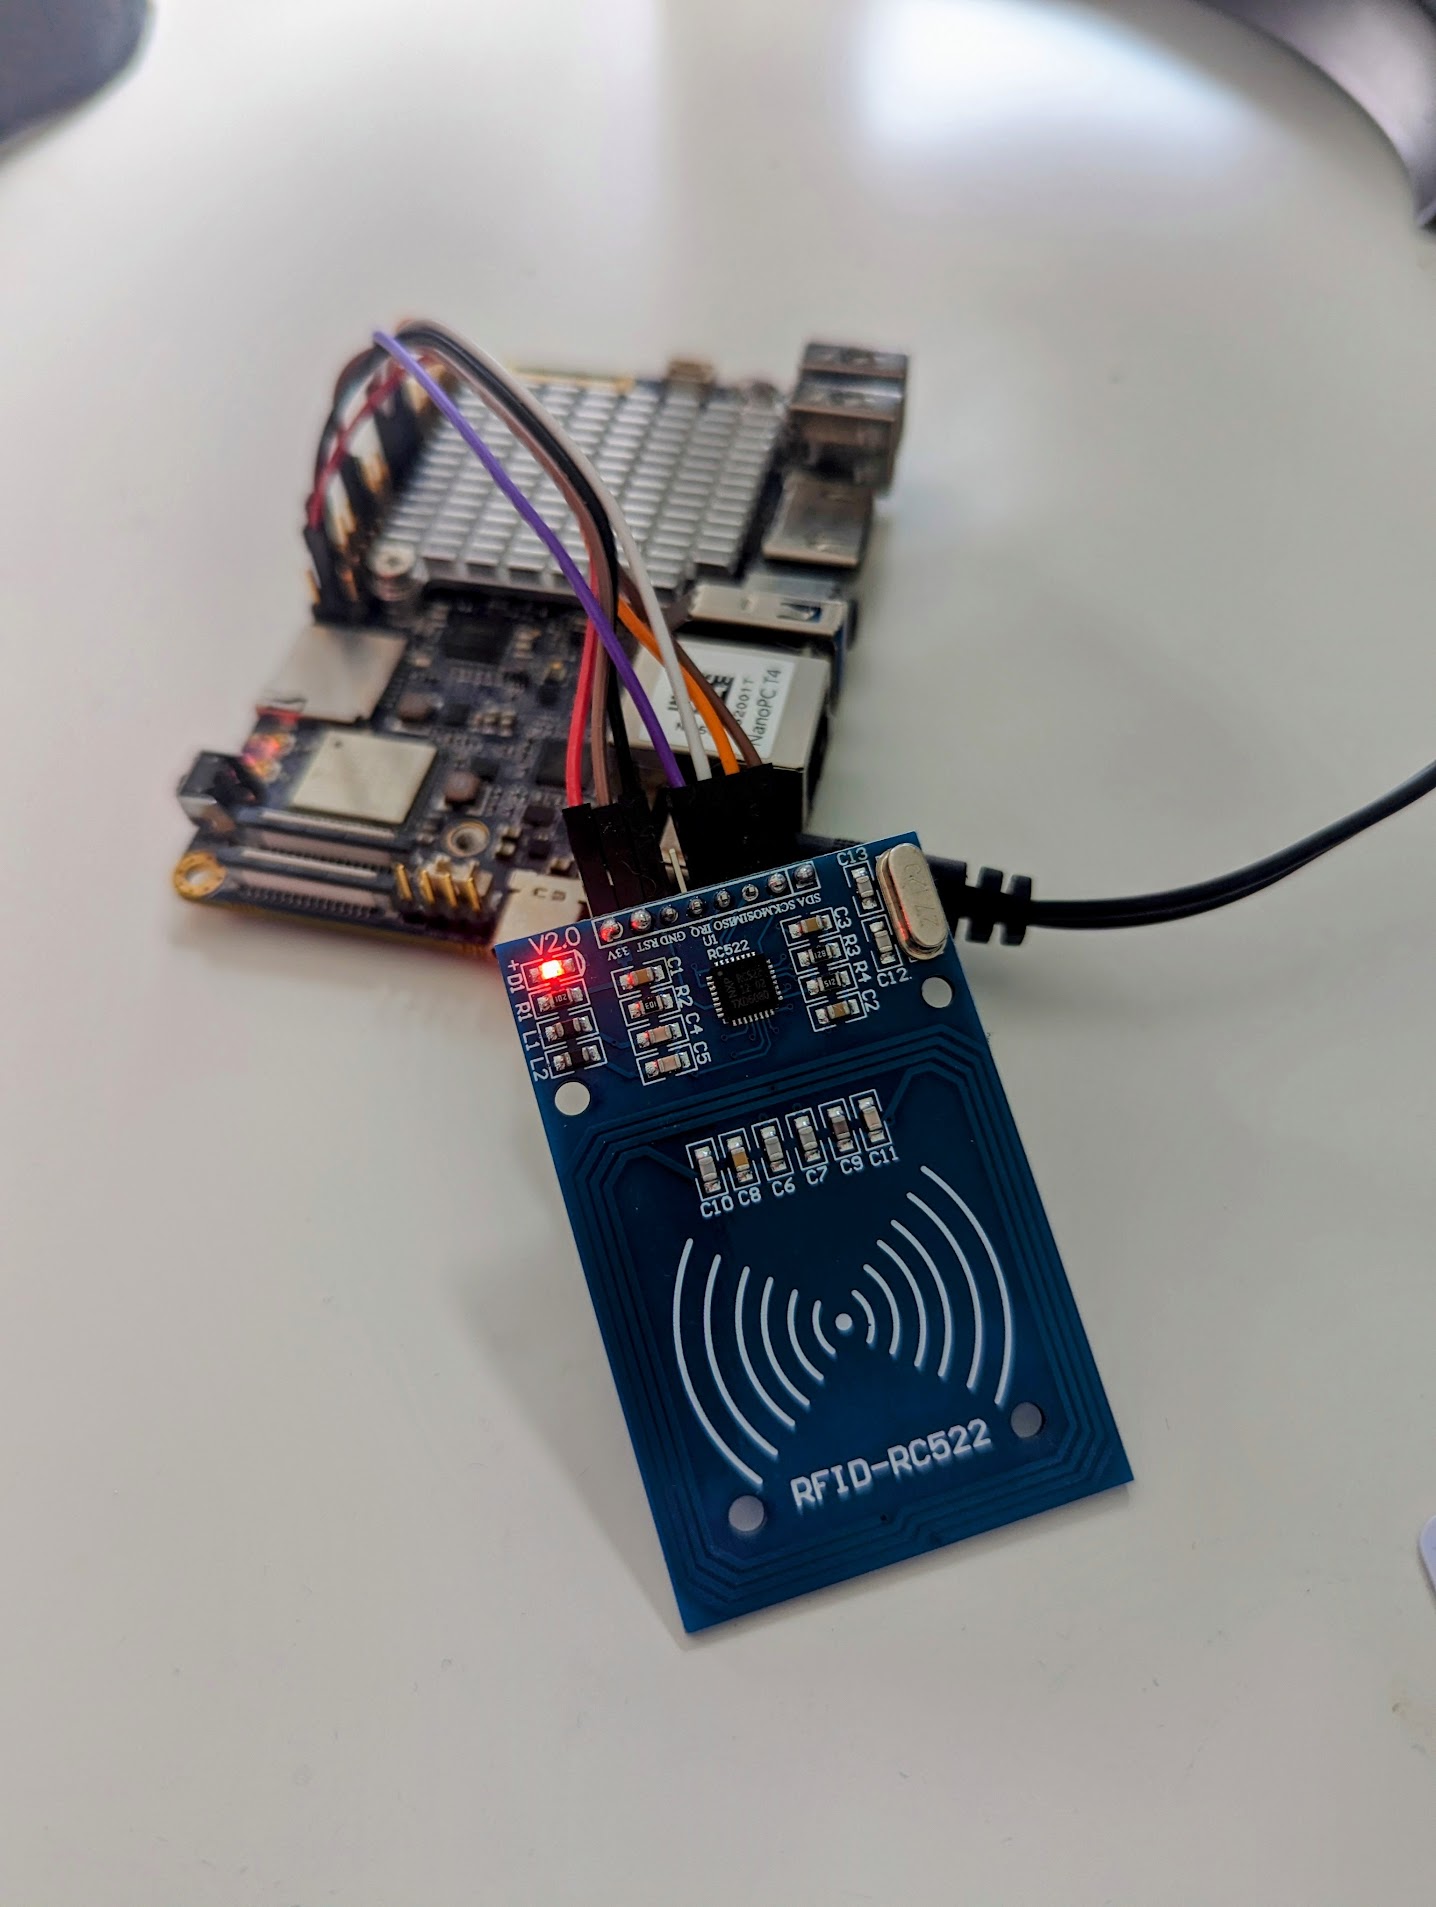 NanoPC T4
C13
SDA SCK MOSI MISO IRQ GND RST 3.3V
V2.0
U1
RC522
+D1
R1
L1
L2
C1
R2
C4
C5
C3
R3
R4
C2
C12
C10 C8 C6 C7 C9 C11
RFID-RC522